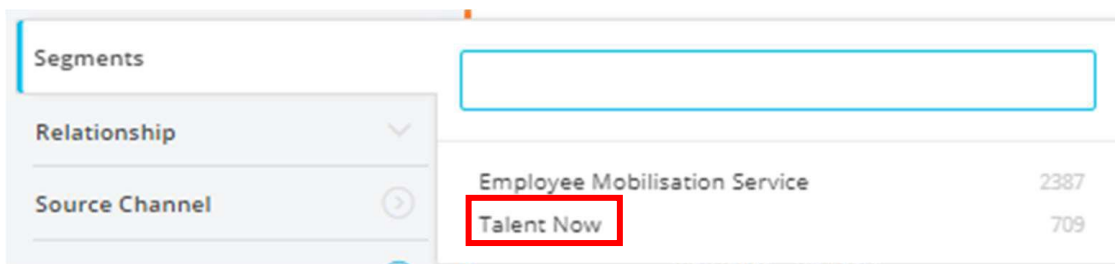 Segments
Relationship
Source Channel
Employee Mobilisation Service 2387
Talent Now 709